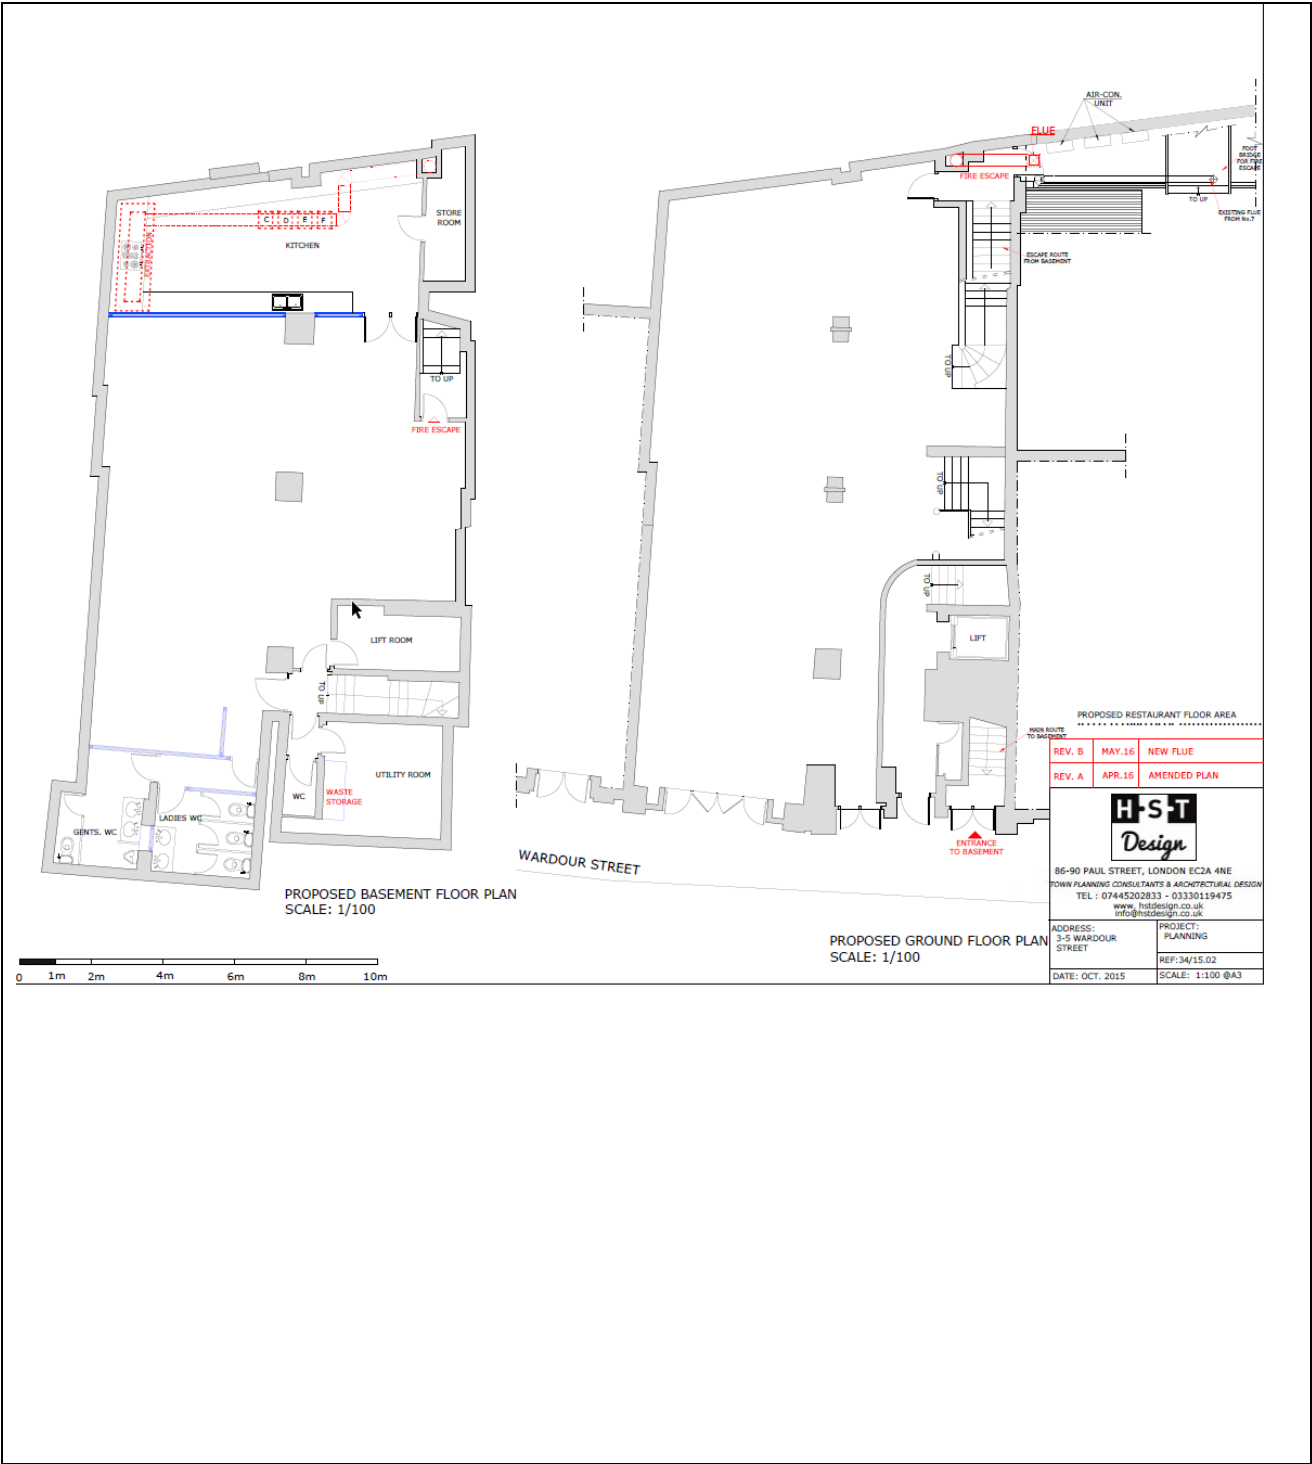 AIR-CON.
UNIT
FLUE
FIRE ESCAPE
FOOT
BRIDGE
FOR FIRE
ESCAPE
TO UP
EXISTING FLUE
FROM No.7
ESCAPE ROUTE
FROM BASEMENT
STORE
ROOM
C D E F
KITCHEN
EXTRACTION
TO UP
FIRE ESCAPE
TO UP
TO UP
TO UP
LIFT ROOM
LIFT
TO UP
MAIN ROUTE
TO BASEMENT
UTILITY ROOM
WC
WASTE
STORAGE
GENTS. WC
LADIES WC
ENTRANCE
TO BASEMENT
WARDOUR STREET
PROPOSED BASEMENT FLOOR PLAN
SCALE: 1/100
PROPOSED GROUND FLOOR PLAN
SCALE: 1/100
0 1m 2m 4m 6m 8m 10m
PROPOSED RESTAURANT FLOOR AREA
REV. B MAY.16 NEW FLUE
REV. A APR.16 AMENDED PLAN
H·S·T
Design
86-90 PAUL STREET, LONDON EC2A 4NE
TOWN PLANNING CONSULTANTS & ARCHITECTURAL DESIGN
TEL : 07445202833 - 03330119475
www. hstdesign.co.uk
info@hstdesign.co.uk
ADDRESS:
3-5 WARDOUR
STREET
PROJECT:
PLANNING
REF:34/15.02
DATE: OCT. 2015
SCALE: 1:100 @A3